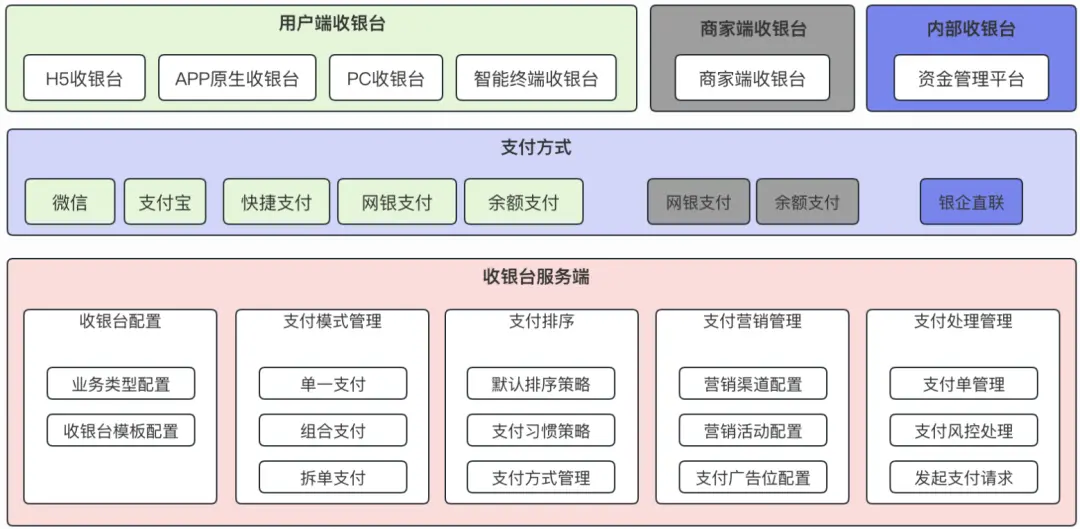 用户端收银台
H5收银台
APP原生收银台
PC收银台
智能终端收银台
商家端收银台
商家端收银台
内部收银台
资金管理平台
支付方式
微信
支付宝
快捷支付
网银支付
余额支付
网银支付
余额支付
银企直联
收银台服务端
收银台配置
业务类型配置
收银台模板配置
支付模式管理
单一支付
组合支付
拆单支付
支付排序
默认排序策略
支付习惯策略
支付方式管理
支付营销管理
营销渠道配置
营销活动配置
支付广告位配置
支付处理管理
支付单管理
支付风控处理
发起支付请求